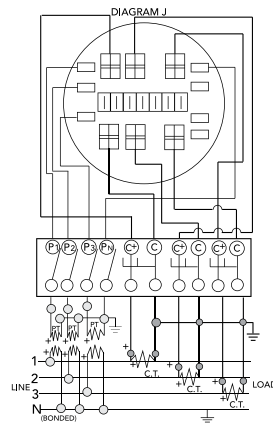 DIAGRAM J
P1 P2 P3 PN C+ C C+ C C+ C
PT PT PT
+ + +
1
+ C.T.
2
LINE + C.T. LOAD
3
+ C.T.
N
(BONDED)